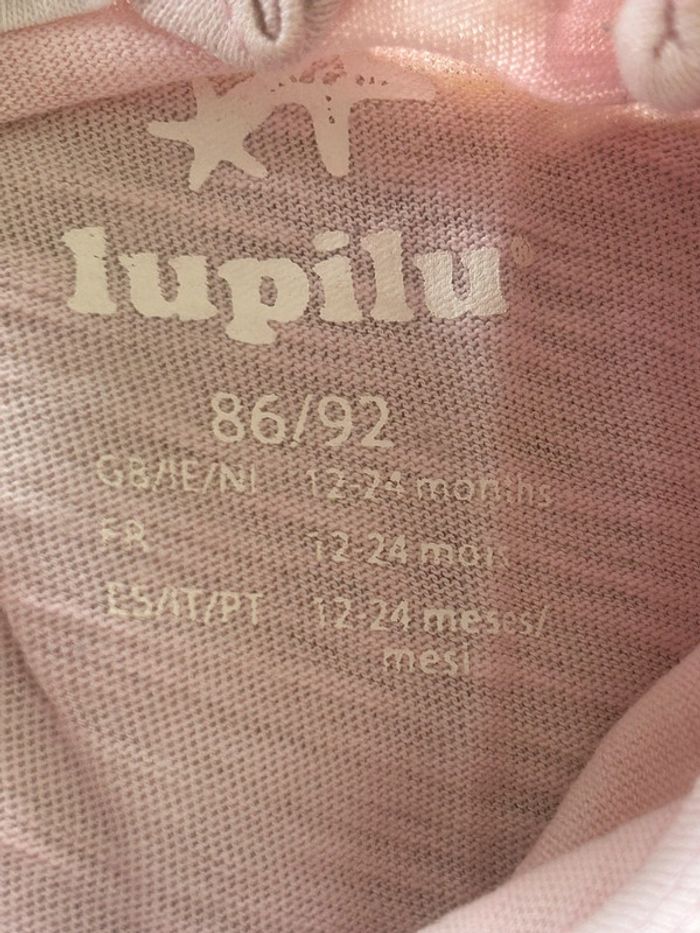 lupilu®
86/92
GB/IE/NI 12-24 months
FR 12-24 mois
ES/IT/PT 12-24 meses/
mesi